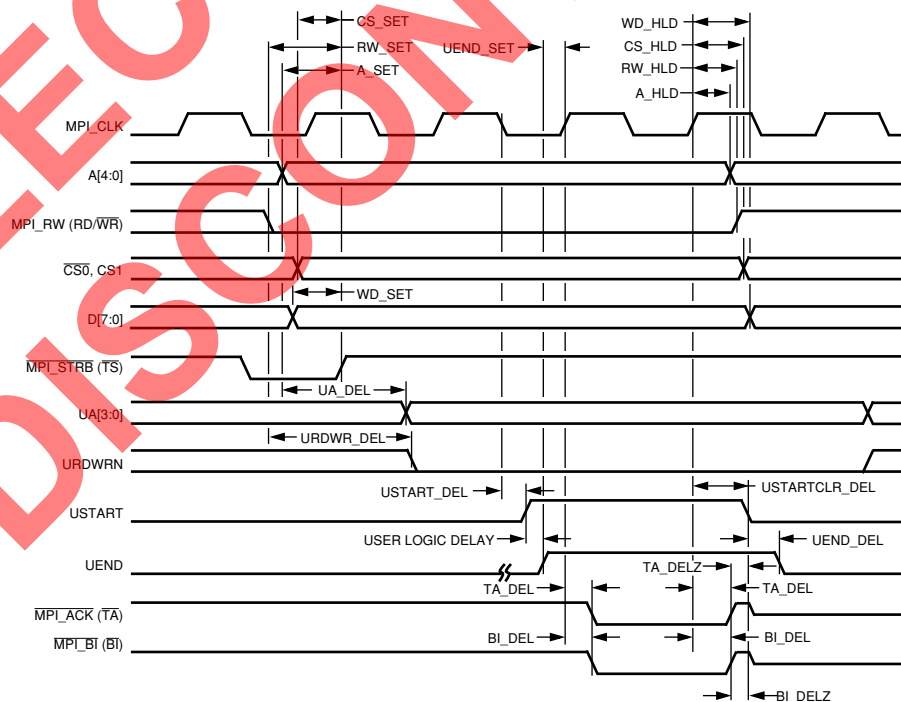 CS_SET
WD_HLD
RW_SET
UEND_SET
CS_HLD
A_SET
RW_HLD
A_HLD
MPI_CLK
A[4:0]
MPI_RW (RD/WR)
CS0, CS1
WD_SET
D[7:0]
MPI_STRB (TS)
UA_DEL
UA[3:0]
URDWR_DEL
URDWRN
USTART_DEL
USTARTCLR_DEL
USTART
USER LOGIC DELAY
UEND_DEL
UEND
TA_DELZ
TA_DEL
TA_DEL
MPI_ACK (TA)
BI_DEL
BI_DEL
MPI_BI (BI)
BI_DELZ
SELEC
DISCON